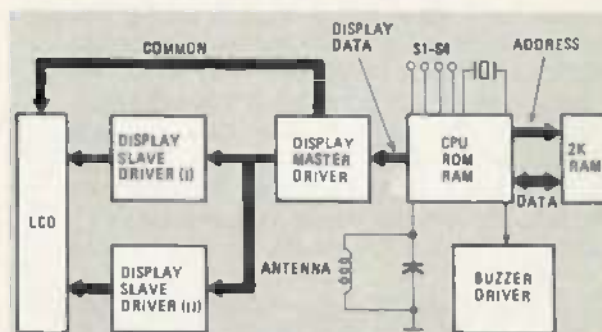 COMMON
DISPLAY
DATA
S1-S4
ADDRESS
DISPLAY
SLAVE
DRIVER (I)
DISPLAY
MASTER
DRIVER
CPU
ROM
RAM
2K
RAM
DATA
LCD
DISPLAY
SLAVE
DRIVER (II)
ANTENNA
BUZZER
DRIVER